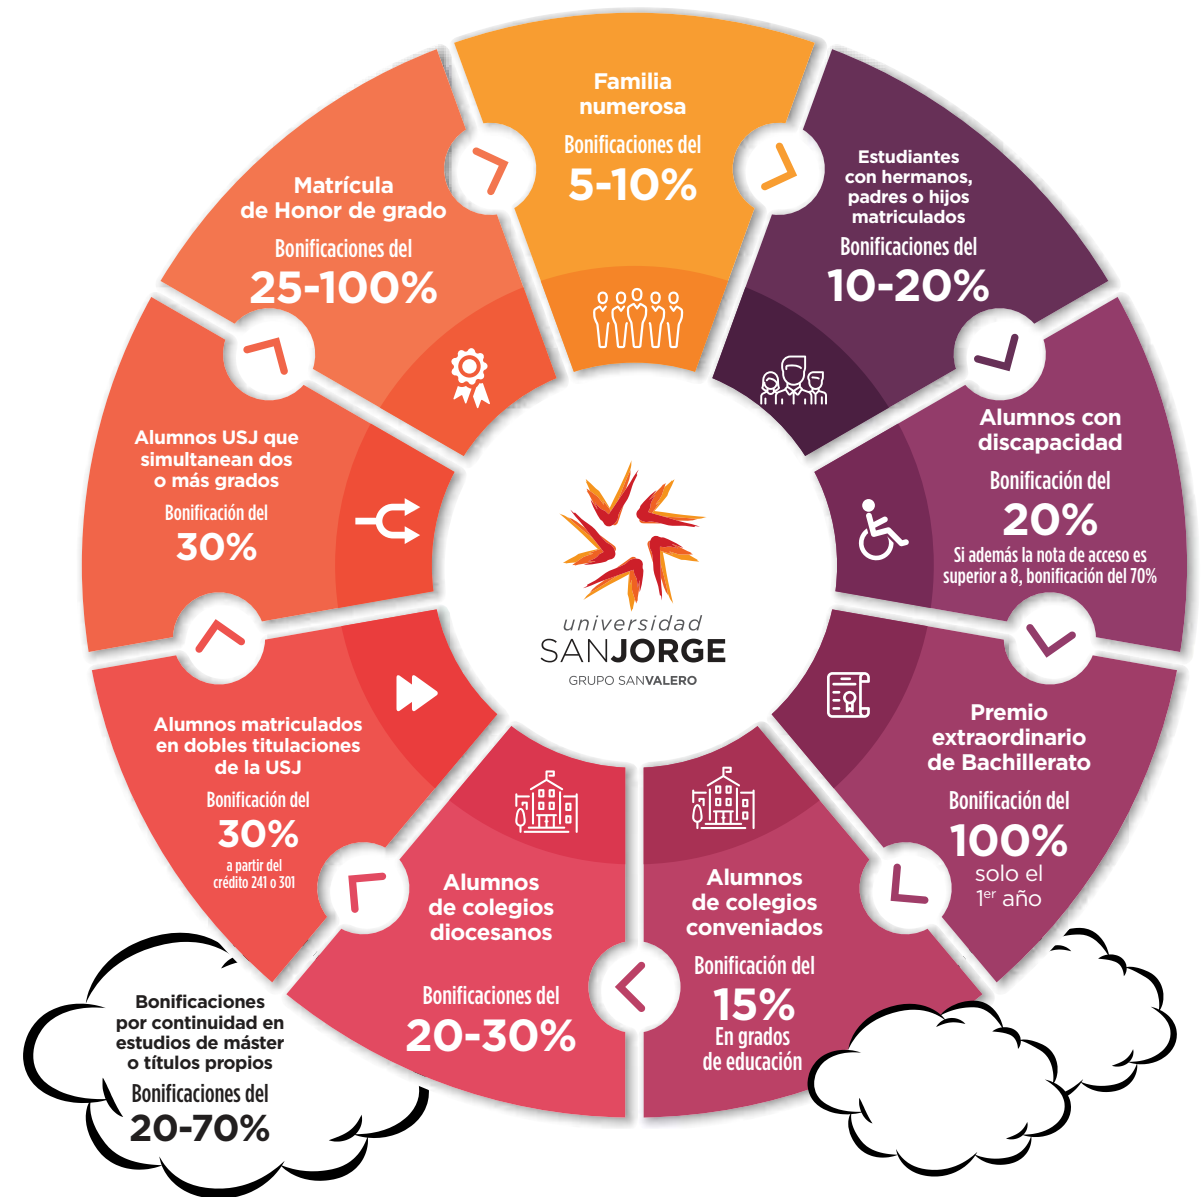 Familia
numerosa
Bonificaciones del
5-10%
Estudiantes
con hermanos,
padres o hijos
matriculados
Bonificaciones del
10-20%
Alumnos con
discapacidad
Bonificación del
20%
Si además la nota de acceso es
superior a 8, bonificación del 70%
Premio
extraordinario
de Bachillerato
Bonificación del
100%
solo el
1er año
Alumnos
de colegios
conveniados
Bonificación del
15%
En grados
de educación
Alumnos
de colegios
diocesanos
Bonificaciones del
20-30%
Alumnos matriculados
en dobles titulaciones
de la USJ
Bonificación del
30%
a partir del
crédito 241 o 301
Alumnos USJ que
simultanean dos
o más grados
Bonificación del
30%
Matrícula
de Honor de grado
Bonificaciones del
25-100%
universidad
SANJORGE
GRUPO SANVALERO
Bonificaciones
por continuidad en
estudios de máster
o títulos propios
Bonificaciones del
20-70%